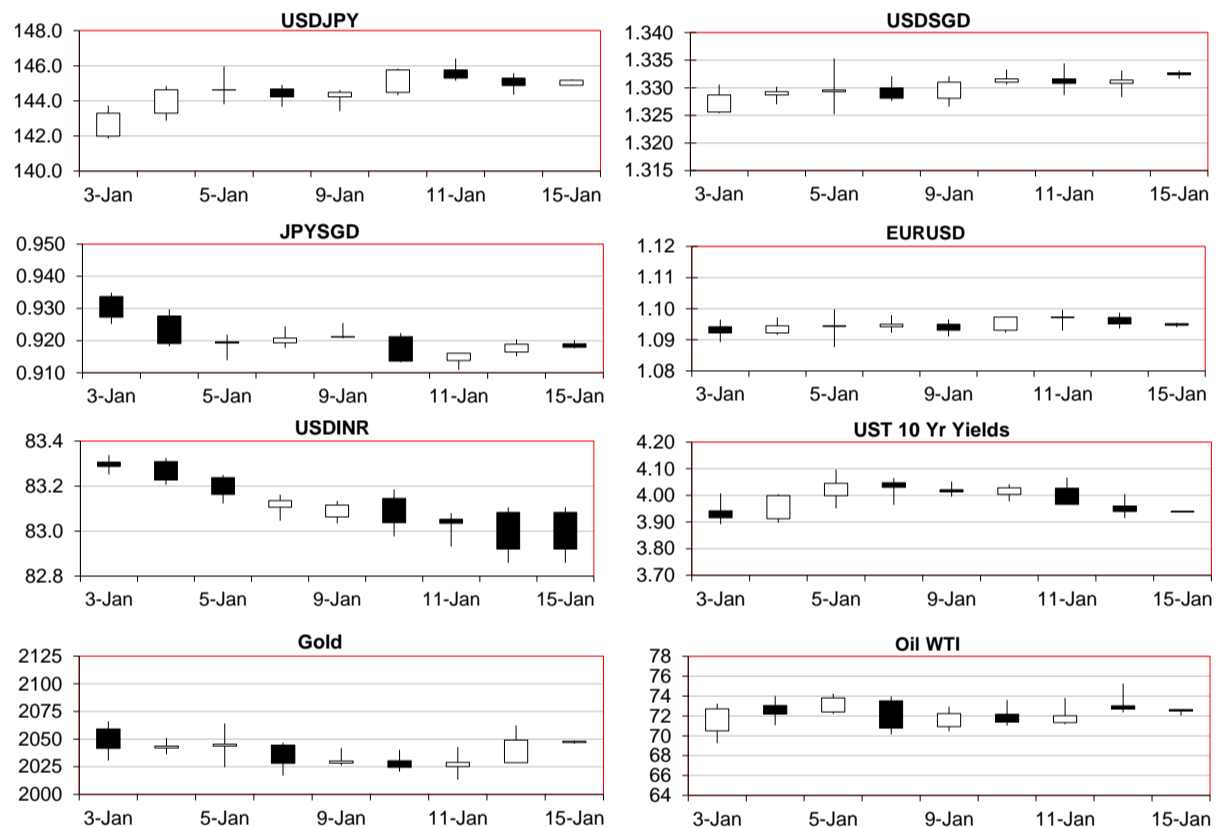 USDJPY
148.0
146.0
144.0
142.0
140.0
3-Jan 5-Jan 9-Jan 11-Jan 15-Jan
USDSGD
1.340
1.335
1.330
1.325
1.320
1.315
3-Jan 5-Jan 9-Jan 11-Jan 15-Jan
JPYSGD
0.950
0.940
0.930
0.920
0.910
3-Jan 5-Jan 9-Jan 11-Jan 15-Jan
EURUSD
1.12
1.11
1.10
1.09
1.08
3-Jan 5-Jan 9-Jan 11-Jan 15-Jan
USDINR
83.4
83.2
83.0
82.8
3-Jan 5-Jan 9-Jan 11-Jan 15-Jan
UST 10 Yr Yields
4.20
4.10
4.00
3.90
3.80
3.70
3-Jan 5-Jan 9-Jan 11-Jan 15-Jan
Gold
2125
2100
2075
2050
2025
2000
3-Jan 5-Jan 9-Jan 11-Jan 15-Jan
Oil WTI
78
76
74
72
70
68
66
64
3-Jan 5-Jan 9-Jan 11-Jan 15-Jan